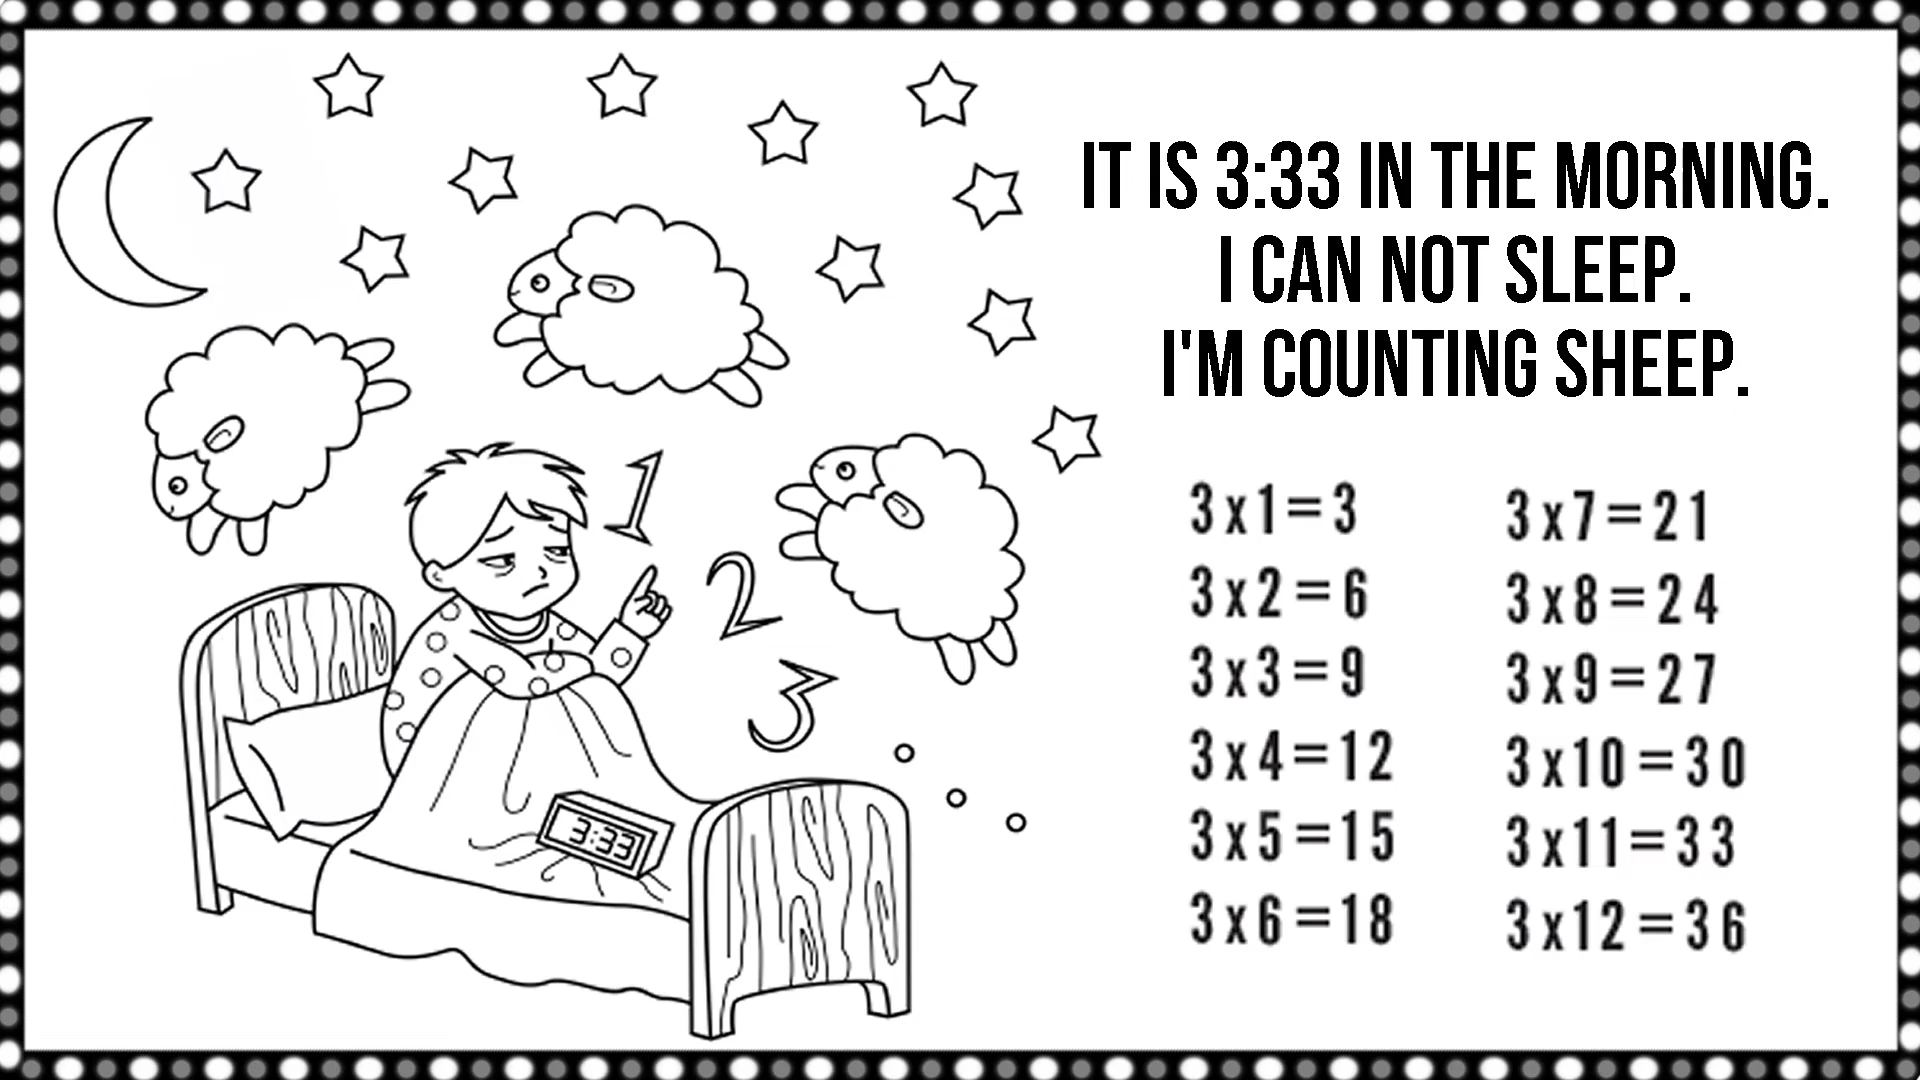 IT IS 3:33 IN THE MORNING.
I CAN NOT SLEEP.
I'M COUNTING SHEEP.
1
2
3
3:33
3 x 1 = 3
3 x 2 = 6
3 x 3 = 9
3 x 4 = 12
3 x 5 = 15
3 x 6 = 18
3 x 7 = 21
3 x 8 = 24
3 x 9 = 27
3 x 10 = 30
3 x 11 = 33
3 x 12 = 36